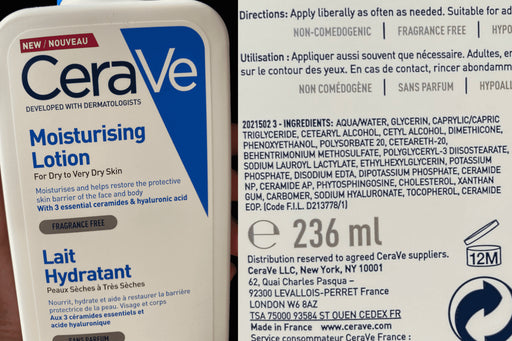 NEW / NOUVEAU
CeraVe
DEVELOPED WITH DERMATOLOGISTS
Moisturising
Lotion
For Dry to Very Dry Skin
Moisturises and helps restore the protective
skin barrier of the face and body
With 3 essential ceramides & hyaluronic acid
FRAGRANCE FREE
Lait
Hydratant
Peaux Sèches à Très Sèches
Nourrit, hydrate et aide à restaurer la barrière
protectrice de la peau. Visage et corps
Aux 3 céramides essentiels et
acide hyaluronique
SANS PARFUM
Directions: Apply liberally as often as needed. Suitable for ad
NON-COMEDOGENIC | FRAGRANCE FREE | HYPO
Utilisation : Appliquer aussi souvent que nécessaire. Adultes, en
sur le contour des yeux. En cas de contact, rincer abondamm
NON COMÉDOGÈNE | SANS PARFUM | HYPOALL
2021502 3 - INGREDIENTS: AQUA/WATER, GLYCERIN, CAPRYLIC/CAPRIC
TRIGLYCERIDE, CETEARYL ALCOHOL, CETYL ALCOHOL, DIMETHICONE,
PHENOXYETHANOL, POLYSORBATE 20, CETEARETH-20,
BEHENTRIMONIUM METHOSULFATE, POLYGLYCERYL-3 DIISOSTEARATE,
SODIUM LAUROYL LACTYLATE, ETHYLHEXYLGLYCERIN, POTASSIUM
PHOSPHATE, DISODIUM EDTA, DIPOTASSIUM PHOSPHATE, CERAMIDE
NP, CERAMIDE AP, PHYTOSPHINGOSINE, CHOLESTEROL, XANTHAN
GUM, CARBOMER, SODIUM HYALURONATE, TOCOPHEROL, CERAMIDE
EOP. [Code F.I.L. D213778/1]
℮ 236 ml
12M
Distribution reserved to agreed CeraVe suppliers.
CeraVe LLC, New York, NY 10001
62 Quai Charles Pasqua –
92300 LEVALLOIS-PERRET FRANCE
LONDON W6 8AZ
TSA 75000 93584 ST OUEN CEDEX FR
Made in France www.cerave.com
Service consommateur CeraVe France :